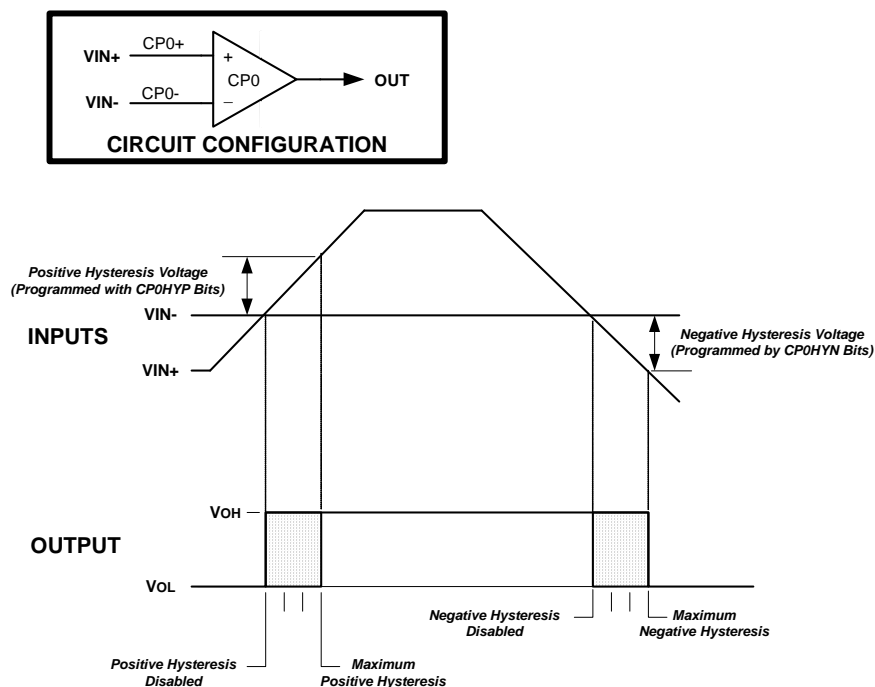 VIN+
CP0+
+
CP0
OUT
VIN-
CP0-
−
CIRCUIT CONFIGURATION
Positive Hysteresis Voltage
(Programmed with CP0HYP Bits)
VIN-
INPUTS
VIN+
Negative Hysteresis Voltage
(Programmed by CP0HYN Bits)
VOH
OUTPUT
VOL
Negative Hysteresis
Disabled
Maximum
Negative Hysteresis
Positive Hysteresis
Disabled
Maximum
Positive Hysteresis